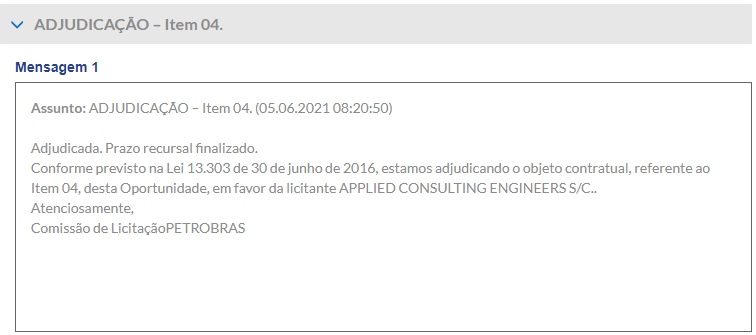 ADJUDICAÇÃO – Item 04.
Mensagem 1
Assunto: ADJUDICAÇÃO – Item 04. (05.06.2021 08:20:50)
Adjudicada. Prazo recursal finalizado.
Conforme previsto na Lei 13.303 de 30 de junho de 2016, estamos adjudicando o objeto contratual, referente ao
Item 04, desta Oportunidade, em favor da licitante APPLIED CONSULTING ENGINEERS S/C..
Atenciosamente,
Comissão de LicitaçãoPETROBRAS